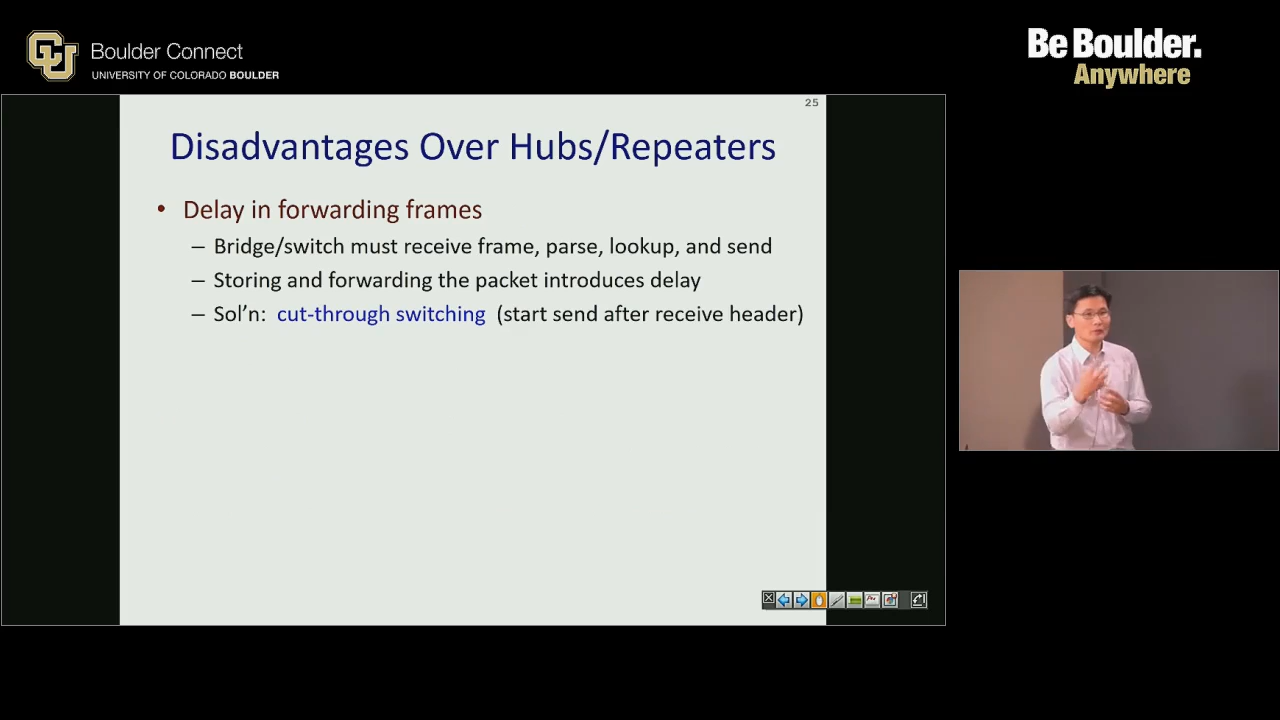 Boulder Connect
UNIVERSITY OF COLORADO BOULDER
Be Boulder.
Anywhere
25
Disadvantages Over Hubs/Repeaters
• Delay in forwarding frames
– Bridge/switch must receive frame, parse, lookup, and send
– Storing and forwarding the packet introduces delay
– Sol’n: cut-through switching (start send after receive header)